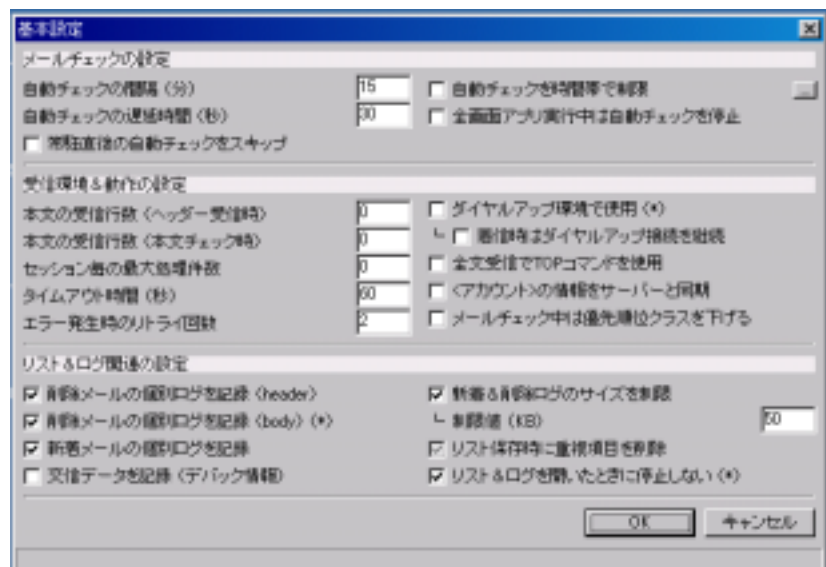 基本設定
メールチェックの設定
自動チェックの間隔（分） 15 自動チェックを時間帯で制限 ...
自動チェックの遅延時間（秒） 30 全画面アプリ実行中は自動チェックを停止
常駐直後の自動チェックをスキップ
受信環境＆動作の設定
本文の受信行数（ヘッダー受信時） 0 ダイヤルアップ環境で使用（*）
本文の受信行数（本文チェック時） 0 └ 着信時はダイヤルアップ接続を継続
セッション毎の最大処理件数 0 全文受信でTOPコマンドを使用
タイムアウト時間（秒） 60 <アカウント>の情報をサーバーと同期
エラー発生時のリトライ回数 2 メールチェック中は優先順位クラスを下げる
リスト＆ログ関連の設定
削除メールの個別ログを記録（header） 新着＆削除ログのサイズを制限
削除メールの個別ログを記録（body）（*） └ 制限値（KB） 50
新着メールの個別ログを記録 リスト保存時に重複項目を削除
交信データを記録（デバック情報） リスト＆ログを開いたときに停止しない（*）
OK キャンセル